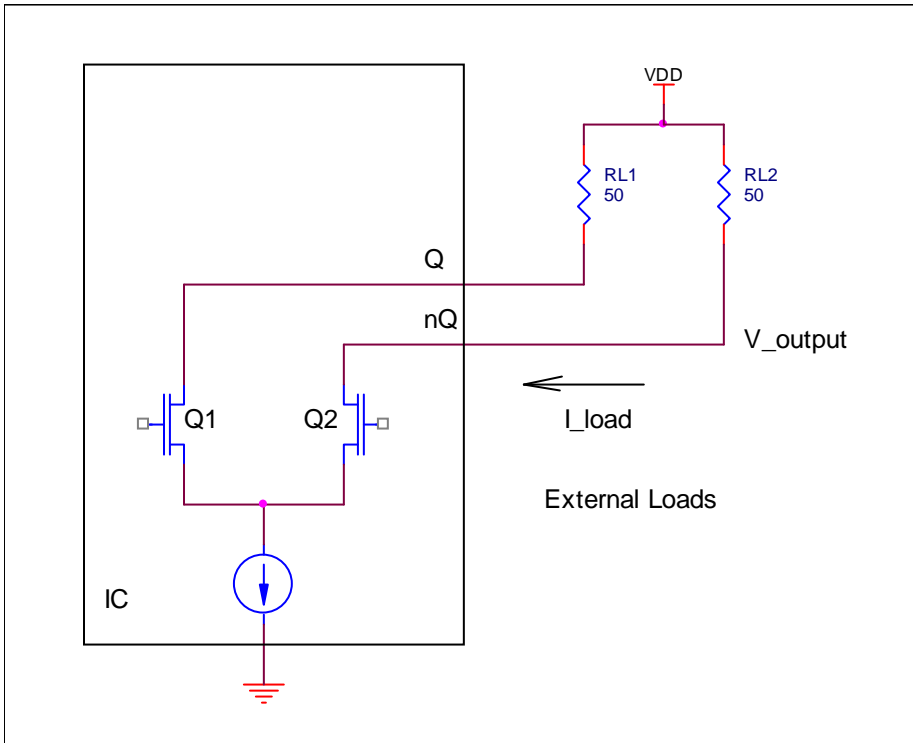 VDD
RL1
50
RL2
50
Q
nQ
V_output
Q1
Q2
I_load
External Loads
IC